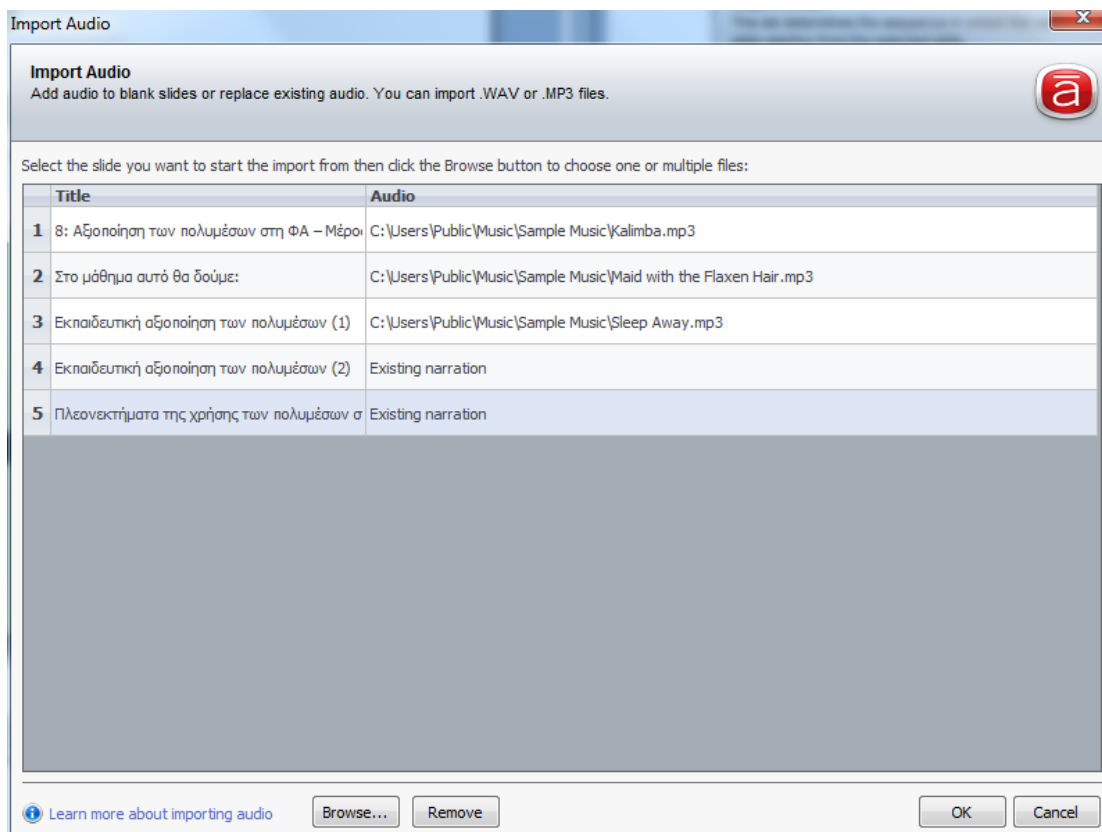 Import Audio
X
Import Audio
Add audio to blank slides or replace existing audio. You can import .WAV or .MP3 files.
ā
Select the slide you want to start the import from then click the Browse button to choose one or multiple files:
Title Audio
1 8: Αξιοποίηση των πολυμέσων στη ΦΑ – Μέρο C:\Users\Public\Music\Sample Music\Kalimba.mp3
2 Στο μάθημα αυτό θα δούμε: C:\Users\Public\Music\Sample Music\Maid with the Flaxen Hair.mp3
3 Εκπαιδευτική αξιοποίηση των πολυμέσων (1) C:\Users\Public\Music\Sample Music\Sleep Away.mp3
4 Εκπαιδευτική αξιοποίηση των πολυμέσων (2) Existing narration
5 Πλεονεκτήματα της χρήσης των πολυμέσων σ Existing narration
Learn more about importing audio Browse... Remove OK Cancel